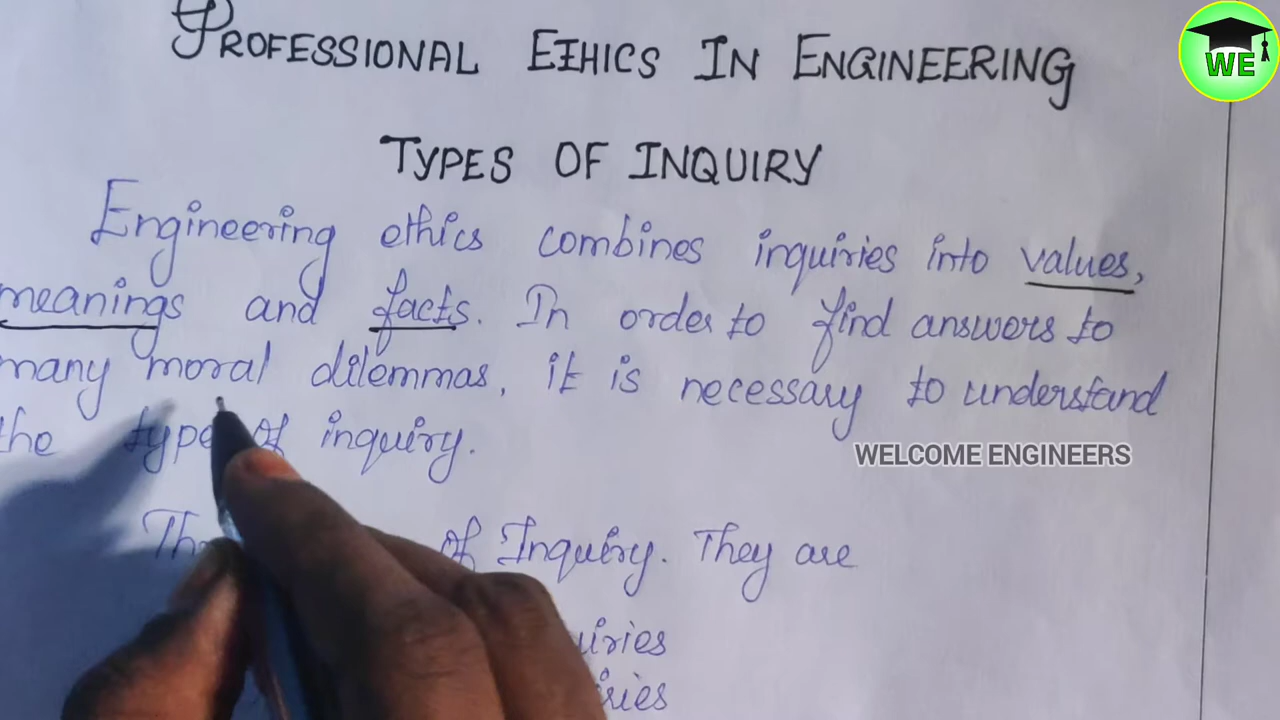 PROFESSIONAL ETHICS IN ENGINEERING
WE
TYPES OF INQUIRY
Engineering ethics combines inquiries into values,
meanings and facts. In order to find answers to
many moral dilemmas, it is necessary to understand
the type of inquiry.
WELCOME ENGINEERS
of Inquiry. They are